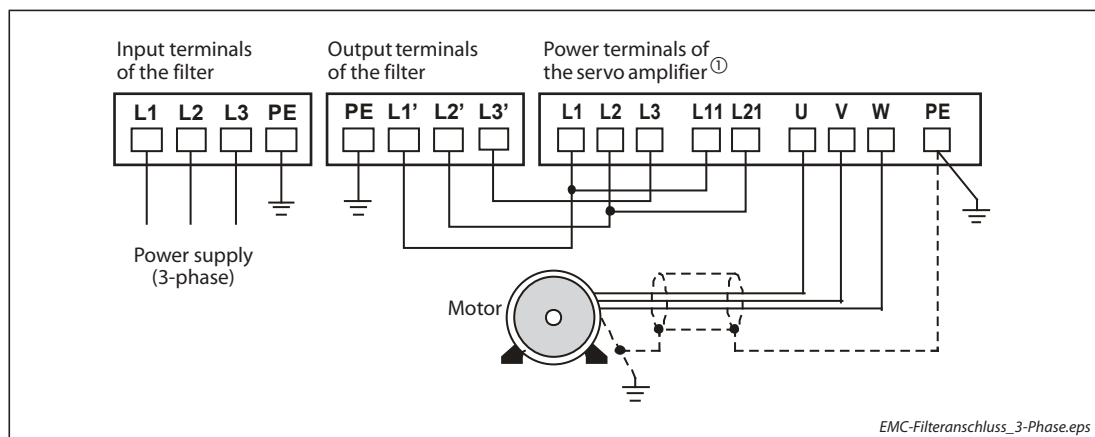 Input terminals
of the filter
Output terminals
of the filter
Power terminals of
the servo amplifier ①
L1 L2 L3 PE
PE L1’ L2’ L3’
L1 L2 L3 L11 L21 U V W PE
Power supply
(3-phase)
Motor
EMC-Filteranschluss_3-Phase.eps